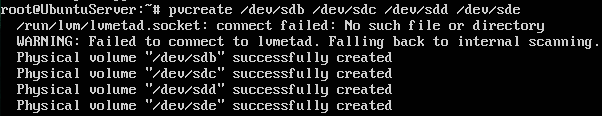 root@UbuntuServer:~# pvcreate /dev/sdb /dev/sdc /dev/sdd /dev/sde
/run/lvm/lvmetad.socket: connect failed: No such file or directory
WARNING: Failed to connect to lvmetad. Falling back to internal scanning.
Physical volume "/dev/sdb" successfully created
Physical volume "/dev/sdc" successfully created
Physical volume "/dev/sdd" successfully created
Physical volume "/dev/sde" successfully created